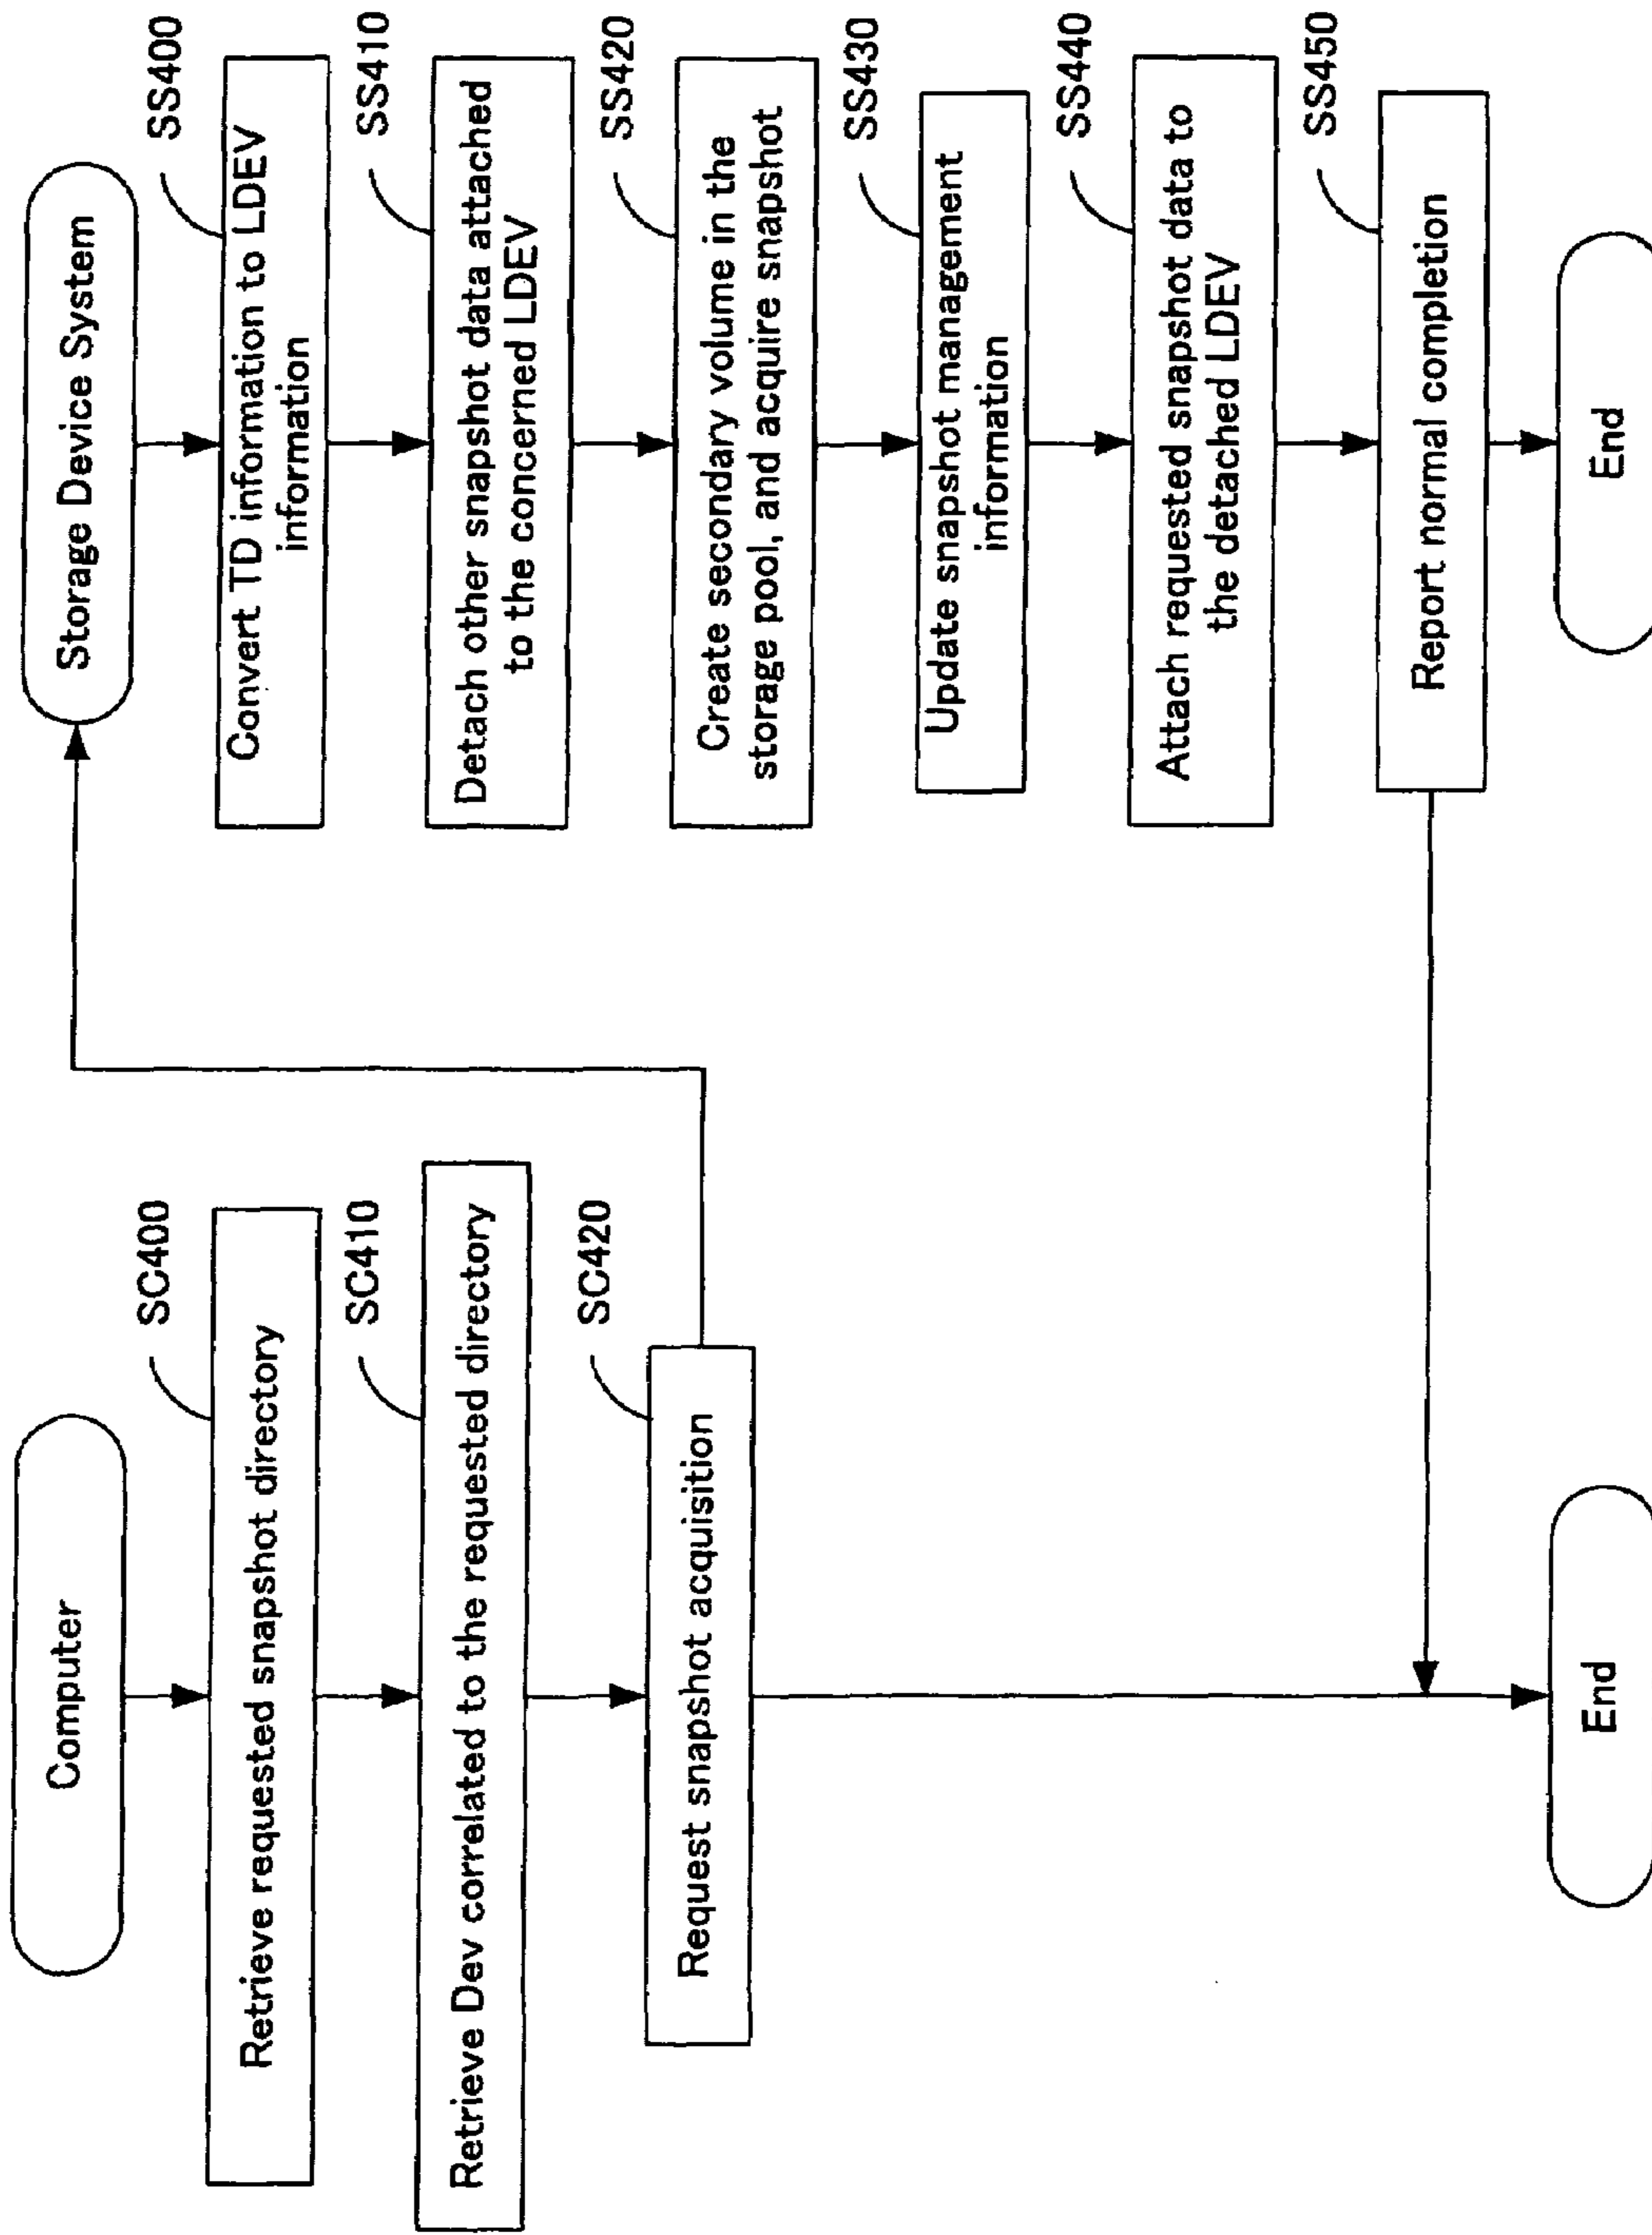 Computer
SC400
Retrieve requested snapshot directory
SC410
Retrieve Dev correlated to the requested directory
SC420
Request snapshot acquisition
End
Storage Device System
SS400
Convert TD information to LDEV
information
SS410
Detach other snapshot data attached
to the concerned LDEV
SS420
Create secondary volume in the
storage pool, and acquire snapshot
SS430
Update snapshot management
information
SS440
Attach requested snapshot data to
the detached LDEV
SS450
Report normal completion
End